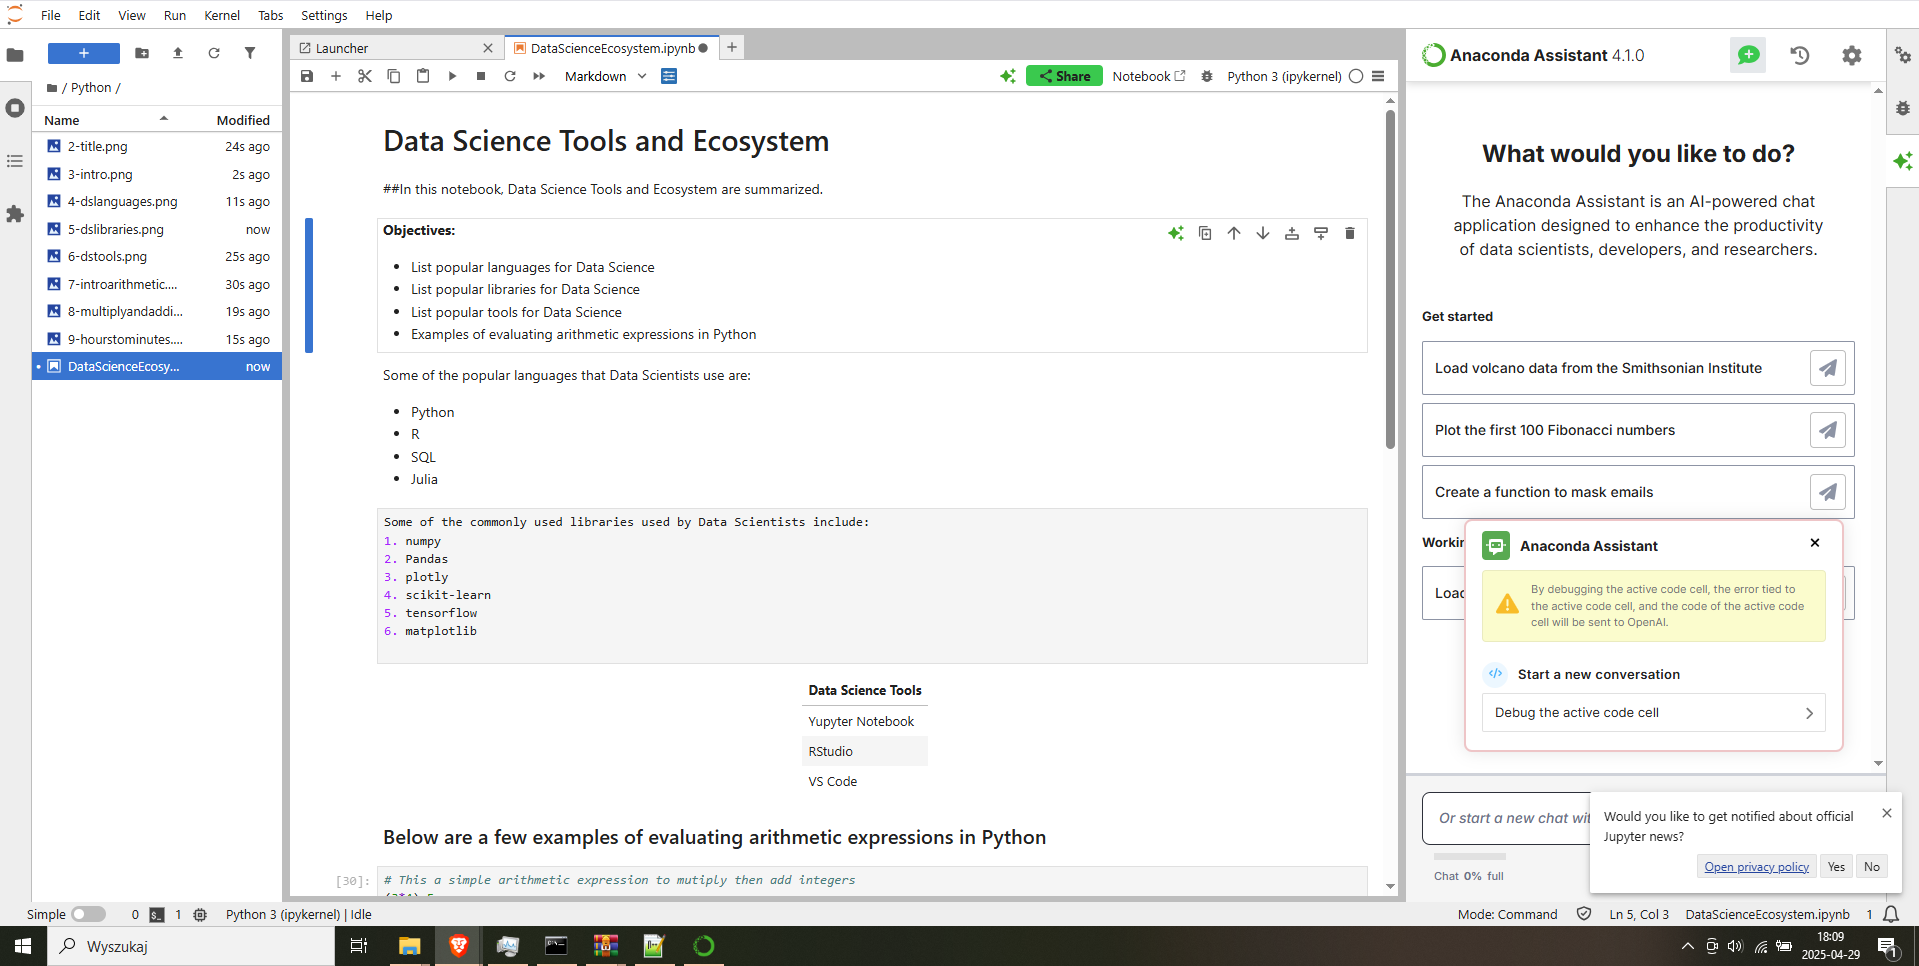 File Edit View Run Kernel Tabs Settings Help
/ Python /
Name Modified
2-title.png 24s ago
3-intro.png 2s ago
4-dslanguages.png 11s ago
5-dslibraries.png now
6-dstools.png 25s ago
7-introarithmetic.... 30s ago
8-multiplyandaddi... 19s ago
9-hourstominutes.... 15s ago
DataScienceEcosy... now
Launcher
DataScienceEcosystem.ipynb
Markdown
Share
Notebook
Python 3 (ipykernel)
Data Science Tools and Ecosystem
##In this notebook, Data Science Tools and Ecosystem are summarized.
Objectives:
List popular languages for Data Science
List popular libraries for Data Science
List popular tools for Data Science
Examples of evaluating arithmetic expressions in Python
Some of the popular languages that Data Scientists use are:
Python
R
SQL
Julia
Some of the commonly used libraries used by Data Scientists include:
1. numpy
2. Pandas
3. plotly
4. scikit-learn
5. tensorflow
6. matplotlib
Data Science Tools
Yupyter Notebook
RStudio
VS Code
Below are a few examples of evaluating arithmetic expressions in Python
[30]: # This a simple arithmetic expression to mutiply then add integers
Anaconda Assistant 4.1.0
What would you like to do?
The Anaconda Assistant is an AI-powered chat
application designed to enhance the productivity
of data scientists, developers, and researchers.
Get started
Load volcano data from the Smithsonian Institute
Plot the first 100 Fibonacci numbers
Create a function to mask emails
Workin
Load
Anaconda Assistant
By debugging the active code cell, the error tied to
the active code cell, and the code of the active code
cell will be sent to OpenAI.
Start a new conversation
Debug the active code cell
Or start a new chat wit
Chat 0% full
Would you like to get notified about official
Jupyter news?
Open privacy policy Yes No
Simple 0 1 Python 3 (ipykernel) | Idle
Mode: Command Ln 5, Col 3 DataScienceEcosystem.ipynb 1
Wyszukaj
18:09
2025-04-29
1